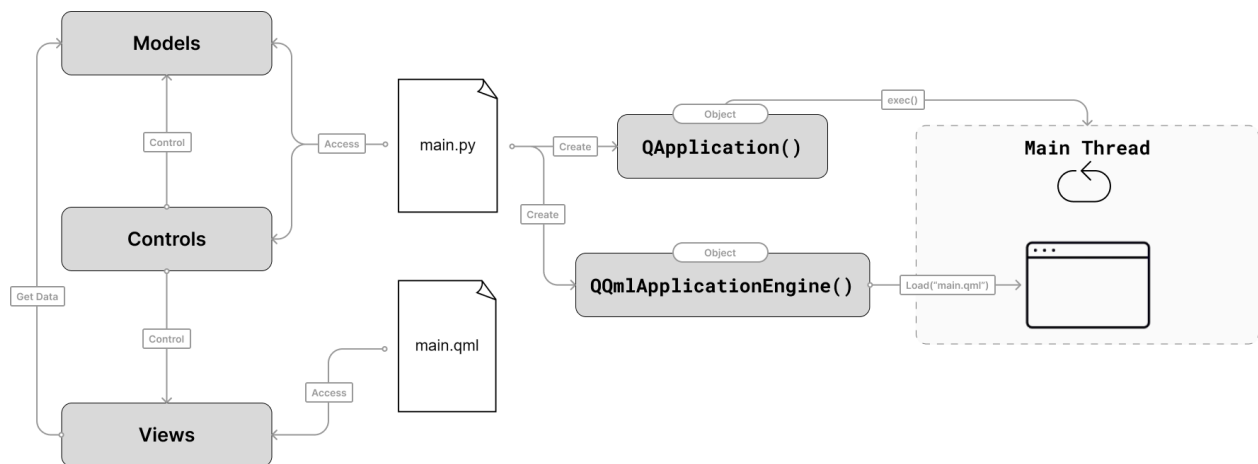 Models
Control
Controls
Get Data
Control
Views
Access
main.py
Access
main.qml
Create
Create
Object
QApplication()
Object
QQmlApplicationEngine()
exec()
Main Thread
Load("main.qml")